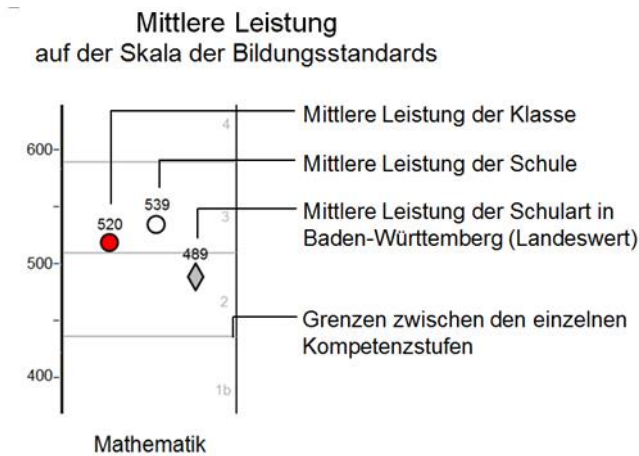 Mittlere Leistung
auf der Skala der Bildungsstandards
4
Mittlere Leistung der Klasse
600-
Mittlere Leistung der Schule
539
520
3
Mittlere Leistung der Schulart in
Baden-Württemberg (Landeswert)
489
500-
2
Grenzen zwischen den einzelnen
Kompetenzstufen
400-
1b
Mathematik